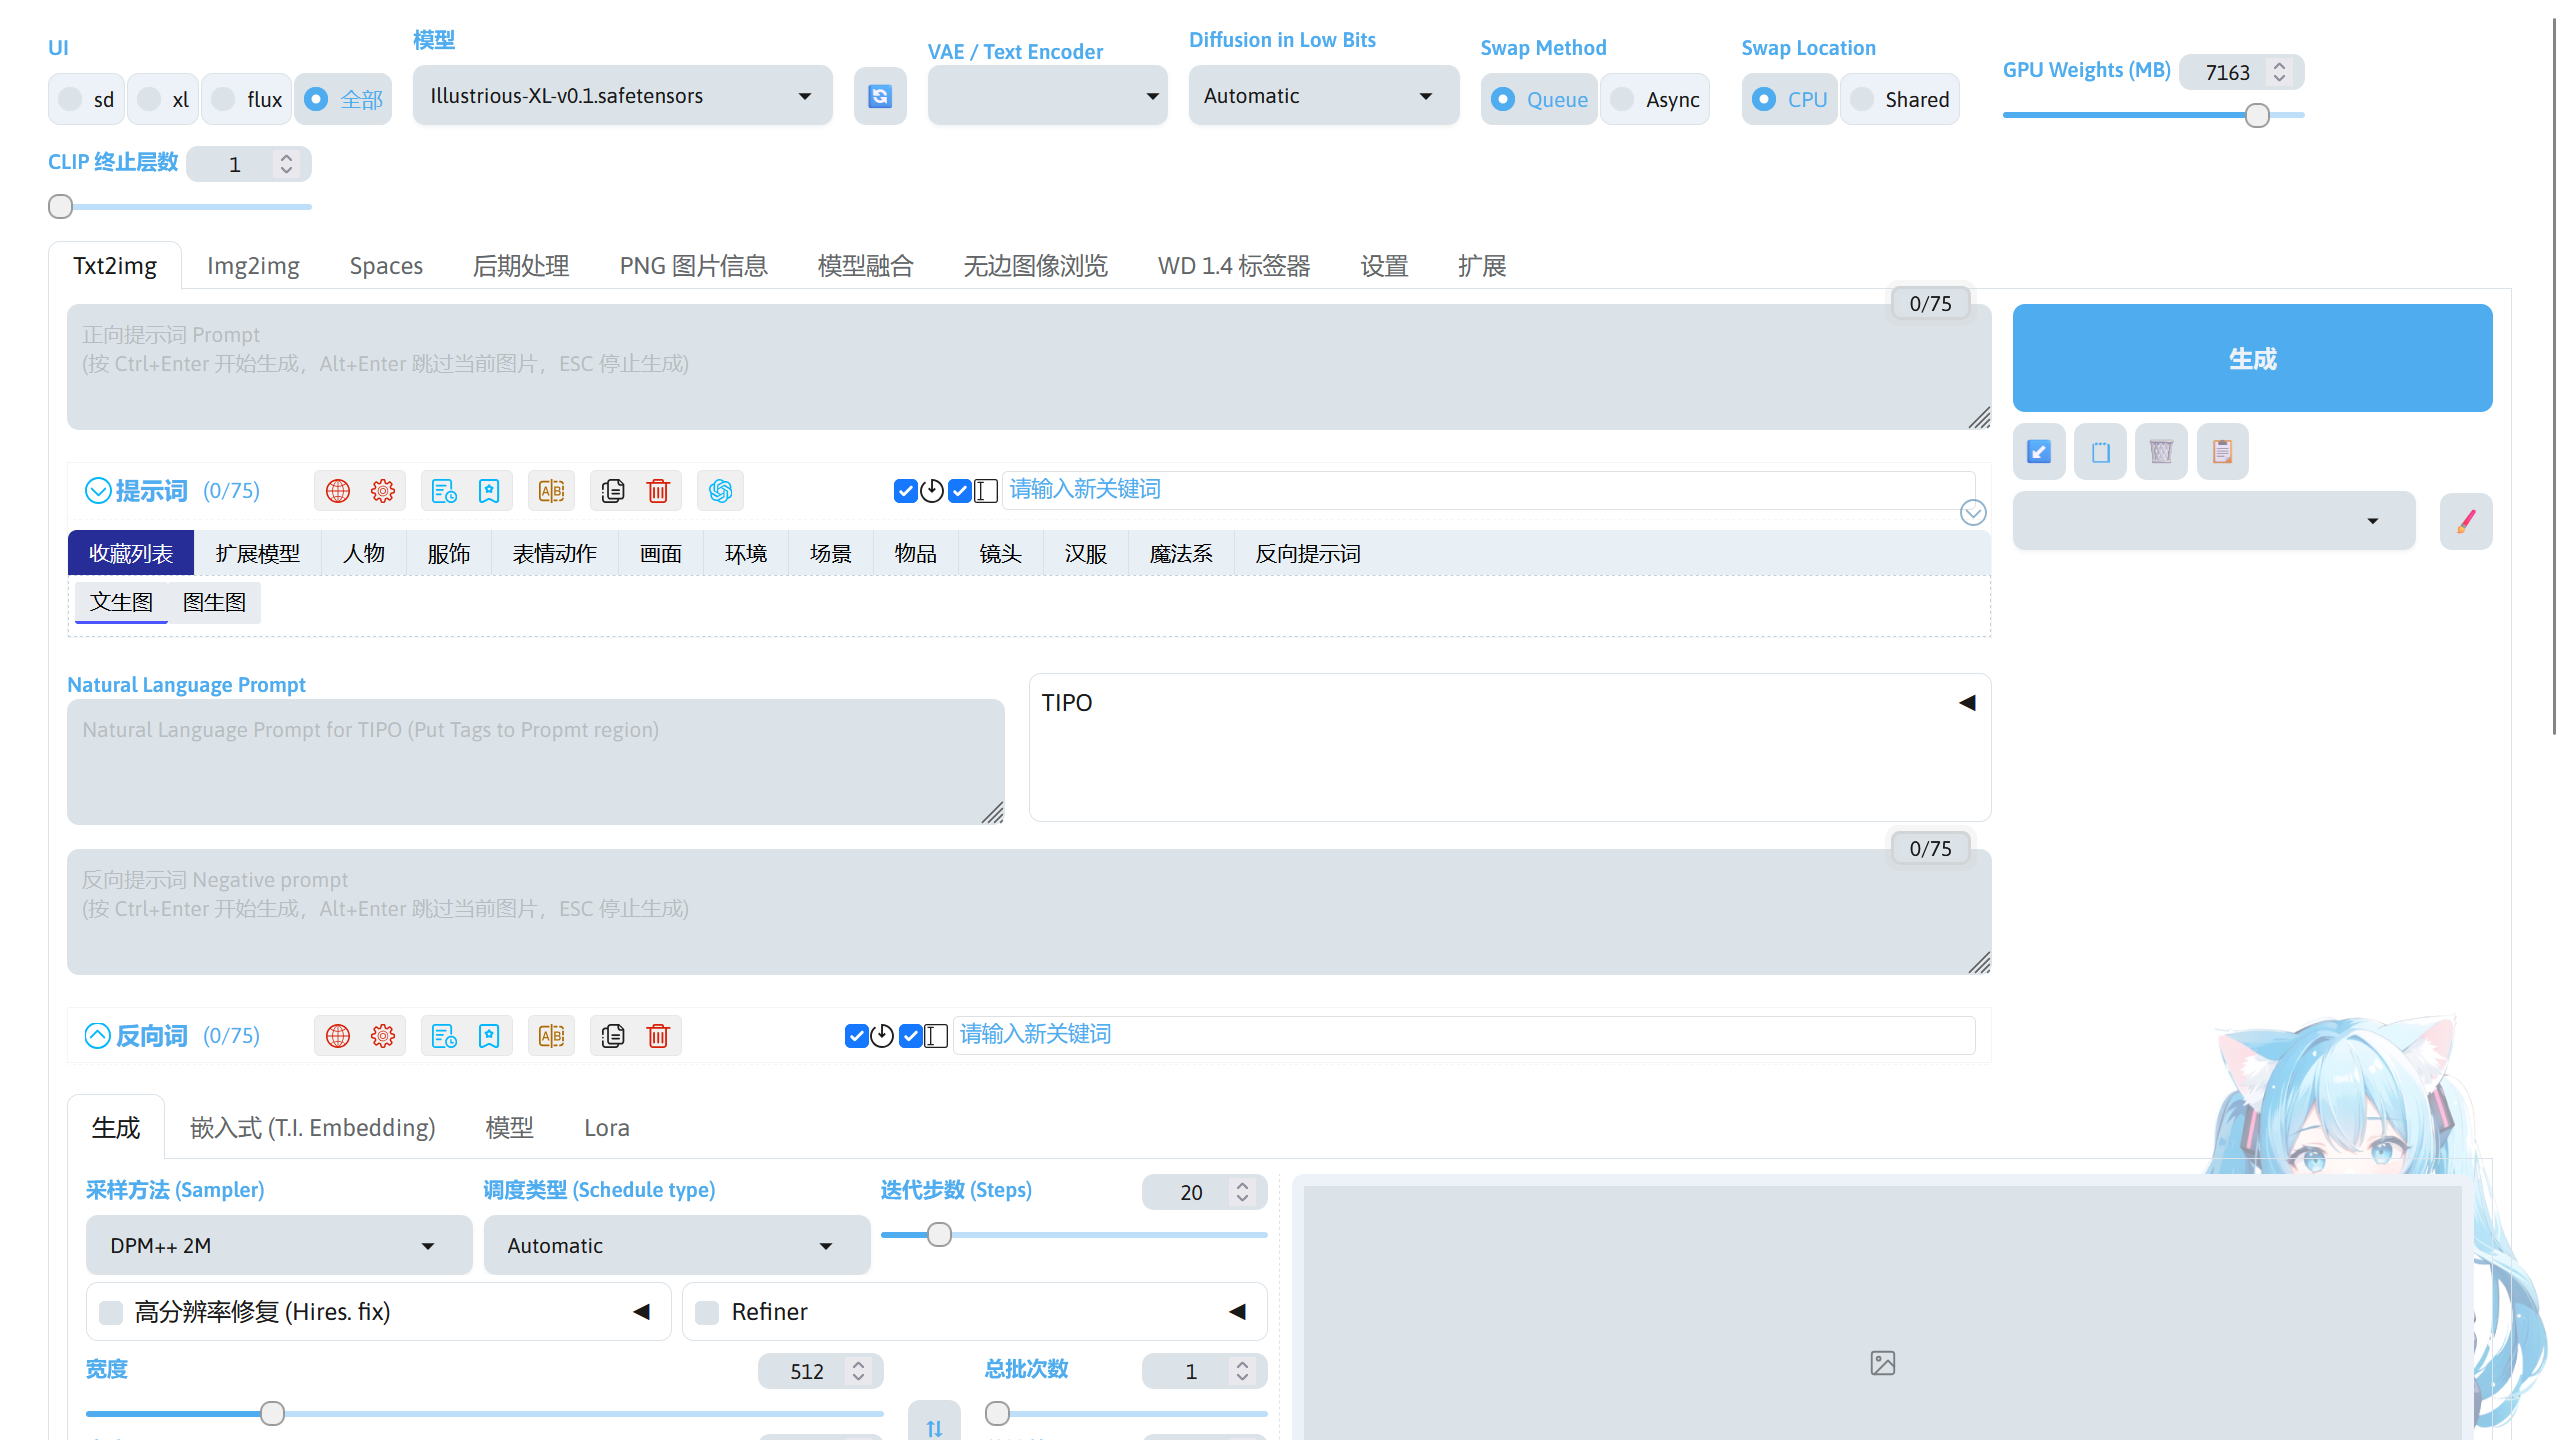 UI
sd
xl
flux
全部
模型
Illustrious-XL-v0.1.safetensors
VAE / Text Encoder
Diffusion in Low Bits
Automatic
Swap Method
Queue
Async
Swap Location
CPU
Shared
GPU Weights (MB)
7163
CLIP 终止层数
1
Txt2img
Img2img
Spaces
后期处理
PNG 图片信息
模型融合
无边图像浏览
WD 1.4 标签器
设置
扩展
0/75
正向提示词 Prompt
(按 Ctrl+Enter 开始生成，Alt+Enter 跳过当前图片，ESC 停止生成)
生成
提示词
(0/75)
请输入新关键词
收藏列表
扩展模型
人物
服饰
表情动作
画面
环境
场景
物品
镜头
汉服
魔法系
反向提示词
文生图
图生图
Natural Language Prompt
Natural Language Prompt for TIPO (Put Tags to Propmt region)
TIPO
0/75
反向提示词 Negative prompt
(按 Ctrl+Enter 开始生成，Alt+Enter 跳过当前图片，ESC 停止生成)
反向词
(0/75)
请输入新关键词
生成
嵌入式 (T.I. Embedding)
模型
Lora
采样方法 (Sampler)
DPM++ 2M
调度类型 (Schedule type)
Automatic
迭代步数 (Steps)
20
高分辨率修复 (Hires. fix)
Refiner
宽度
512
总批次数
1